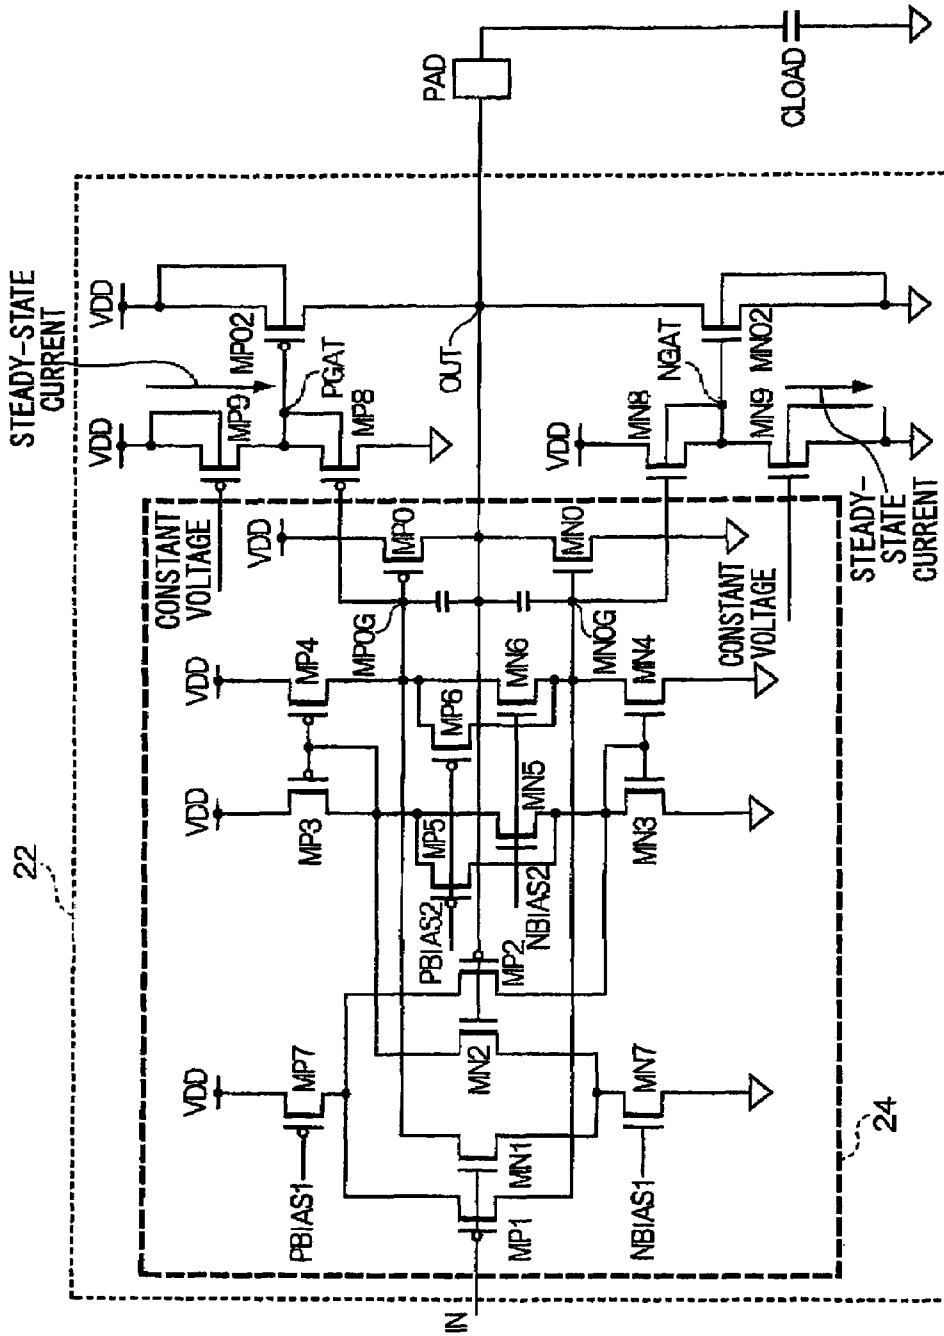 22
24
IN
PBIAS1
VDD
MP7
MP1
MN1
MN2
MP2
NBIAS1
MN7
PBIAS2
NBIAS2
VDD
MP3
MP5
MN5
MN3
VDD
MP4
MP6
MN6
MN4
CONSTANT
VOLTAGE
MPOG
MNOG
CONSTANT
VOLTAGE
VDD
MP0
MN0
STEADY-STATE
CURRENT
VDD
MP9
PGAT
MP8
VDD
MN8
NGAT
MN9
STEADY-
STATE
CURRENT
VDD
MP02
OUT
MN02
PAD
CLOAD